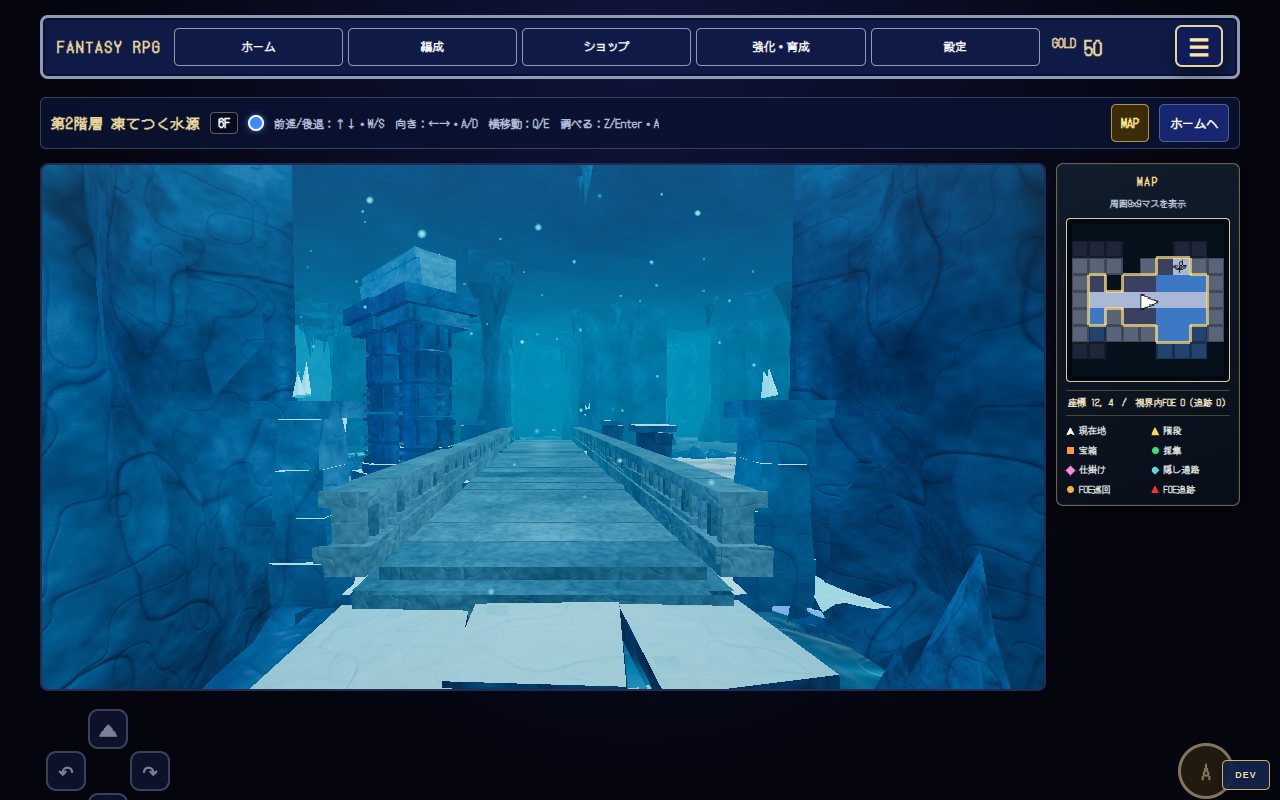 FANTASY RPG ホーム 編成 ショップ 強化・育成 設定 GOLD 50
第2階層 凍てつく水源 6F 前進/後退:↑↓・W/S 向き:←→・A/D 横移動:Q/E 調べる:Z/Enter・A MAP ホームへ
MAP
周囲9x9マスを表示
座標 12, 4 / 視界内FOE 0 (追跡 0)
現在地 階段
宝箱 採集
仕掛け 隠し通路
FOE巡回 FOE追跡
A DEV